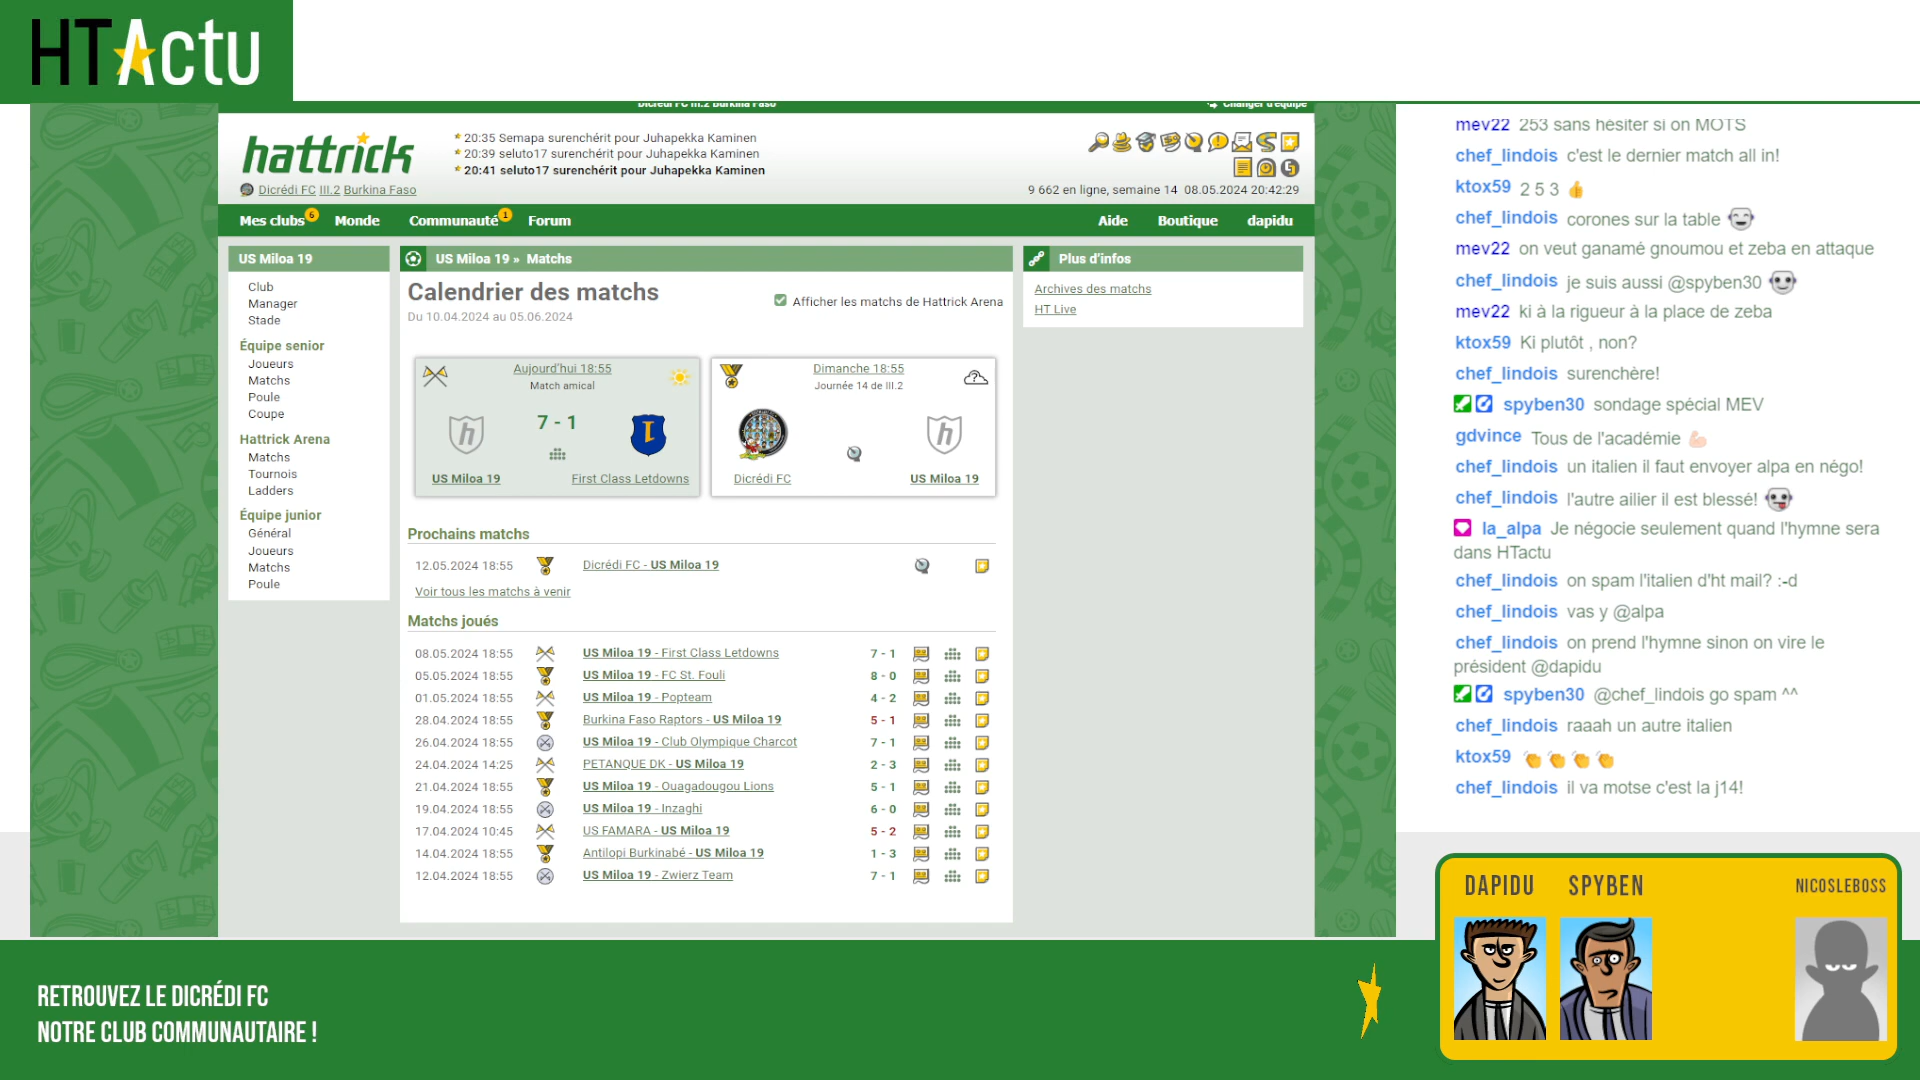 HTActu
Dicrédi FC III.2 Burkina Faso
Changer d'équipe
hattrick
20:35 Semapa surenchérit pour Juhapekka Kaminen
20:39 seluto17 surenchérit pour Juhapekka Kaminen
20:41 seluto17 surenchérit pour Juhapekka Kaminen
Dicrédi FC III.2 Burkina Faso
9 662 en ligne, semaine 14 08.05.2024 20:42:29
Mes clubs 6 Monde Communauté 1 Forum Aide Boutique dapidu
US Miloa 19
Club
Manager
Stade
Équipe senior
Joueurs
Matchs
Poule
Coupe
Hattrick Arena
Matchs
Tournois
Ladders
Équipe junior
Général
Joueurs
Matchs
Poule
US Miloa 19 » Matchs
Calendrier des matchs
Afficher les matchs de Hattrick Arena
Du 10.04.2024 au 05.06.2024
Aujourd'hui 18:55
Match amical
7 - 1
US Miloa 19 First Class Letdowns
Dimanche 18:55
Journée 14 de III.2
Dicrédi FC US Miloa 19
Prochains matchs
12.05.2024 18:55 Dicrédi FC - US Miloa 19
Voir tous les matchs à venir
Matchs joués
08.05.2024 18:55 US Miloa 19 - First Class Letdowns 7 - 1
05.05.2024 18:55 US Miloa 19 - FC St. Fouli 8 - 0
01.05.2024 18:55 US Miloa 19 - Popteam 4 - 2
28.04.2024 18:55 Burkina Faso Raptors - US Miloa 19 5 - 1
26.04.2024 18:55 US Miloa 19 - Club Olympique Charcot 7 - 1
24.04.2024 14:25 PETANQUE DK - US Miloa 19 2 - 3
21.04.2024 18:55 US Miloa 19 - Ouagadougou Lions 5 - 1
19.04.2024 18:55 US Miloa 19 - Inzaghi 6 - 0
17.04.2024 10:45 US FAMARA - US Miloa 19 5 - 2
14.04.2024 18:55 Antilopi Burkinabé - US Miloa 19 1 - 3
12.04.2024 18:55 US Miloa 19 - Zwierz Team 7 - 1
Plus d'infos
Archives des matchs
HT Live
mev22 253 sans hésiter si on MOTS
chef_lindois c'est le dernier match all in!
ktox59 2 5 3 👍
chef_lindois corones sur la table
mev22 on veut ganamé gnoumou et zeba en attaque
chef_lindois je suis aussi @spyben30
mev22 ki à la rigueur à la place de zeba
ktox59 Ki plutôt , non?
chef_lindois surenchère!
spyben30 sondage spécial MEV
gdvince Tous de l'académie 💪🏻
chef_lindois un italien il faut envoyer alpa en négo!
chef_lindois l'autre ailier il est blessé!
la_alpa Je négocie seulement quand l'hymne sera
dans HTactu
chef_lindois on spam l'italien d'ht mail? :-d
chef_lindois vas y @alpa
chef_lindois on prend l'hymne sinon on vire le
président @dapidu
spyben30 @chef_lindois go spam ^^
chef_lindois raaah un autre italien
ktox59 👏 👏 👏 👏
chef_lindois il va motse c'est la j14!
DAPIDU SPYBEN NICOSLEBOSS
RETROUVEZ LE DICRÉDI FC
NOTRE CLUB COMMUNAUTAIRE !